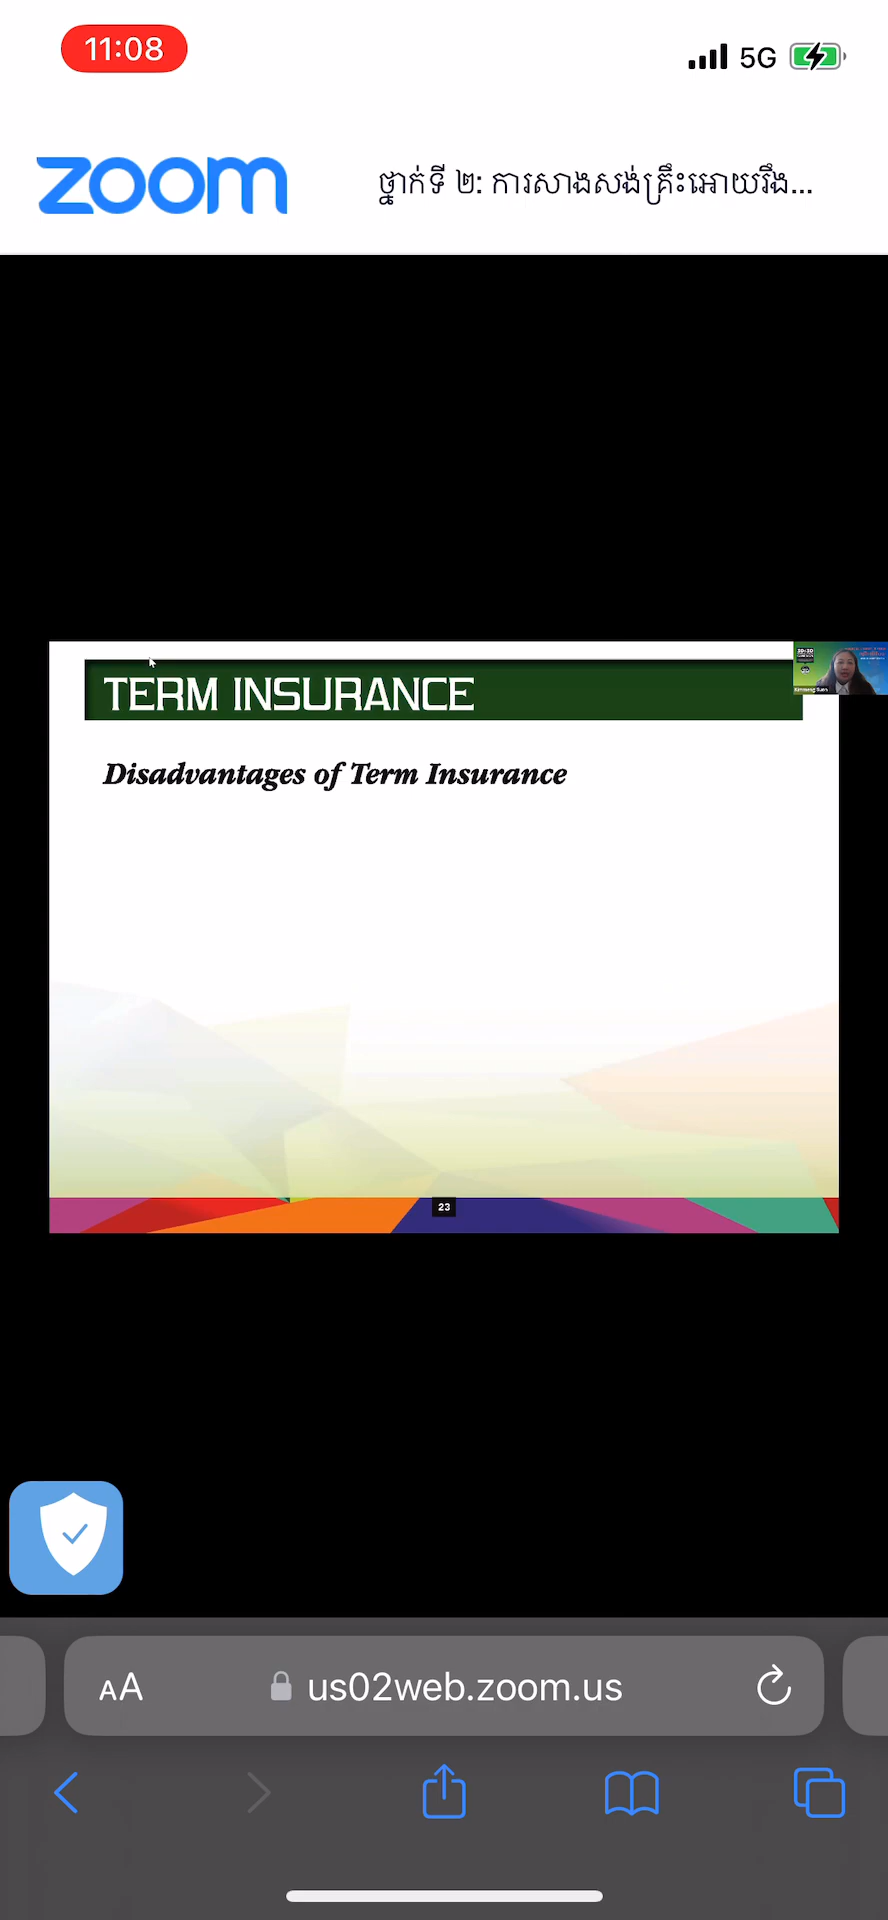 11:08
5G
zoom
ថ្នាក់ទី ២: ការសាងសង់គ្រឹះអោយរឹង...
TERM INSURANCE
Disadvantages of Term Insurance
23
AA
us02web.zoom.us